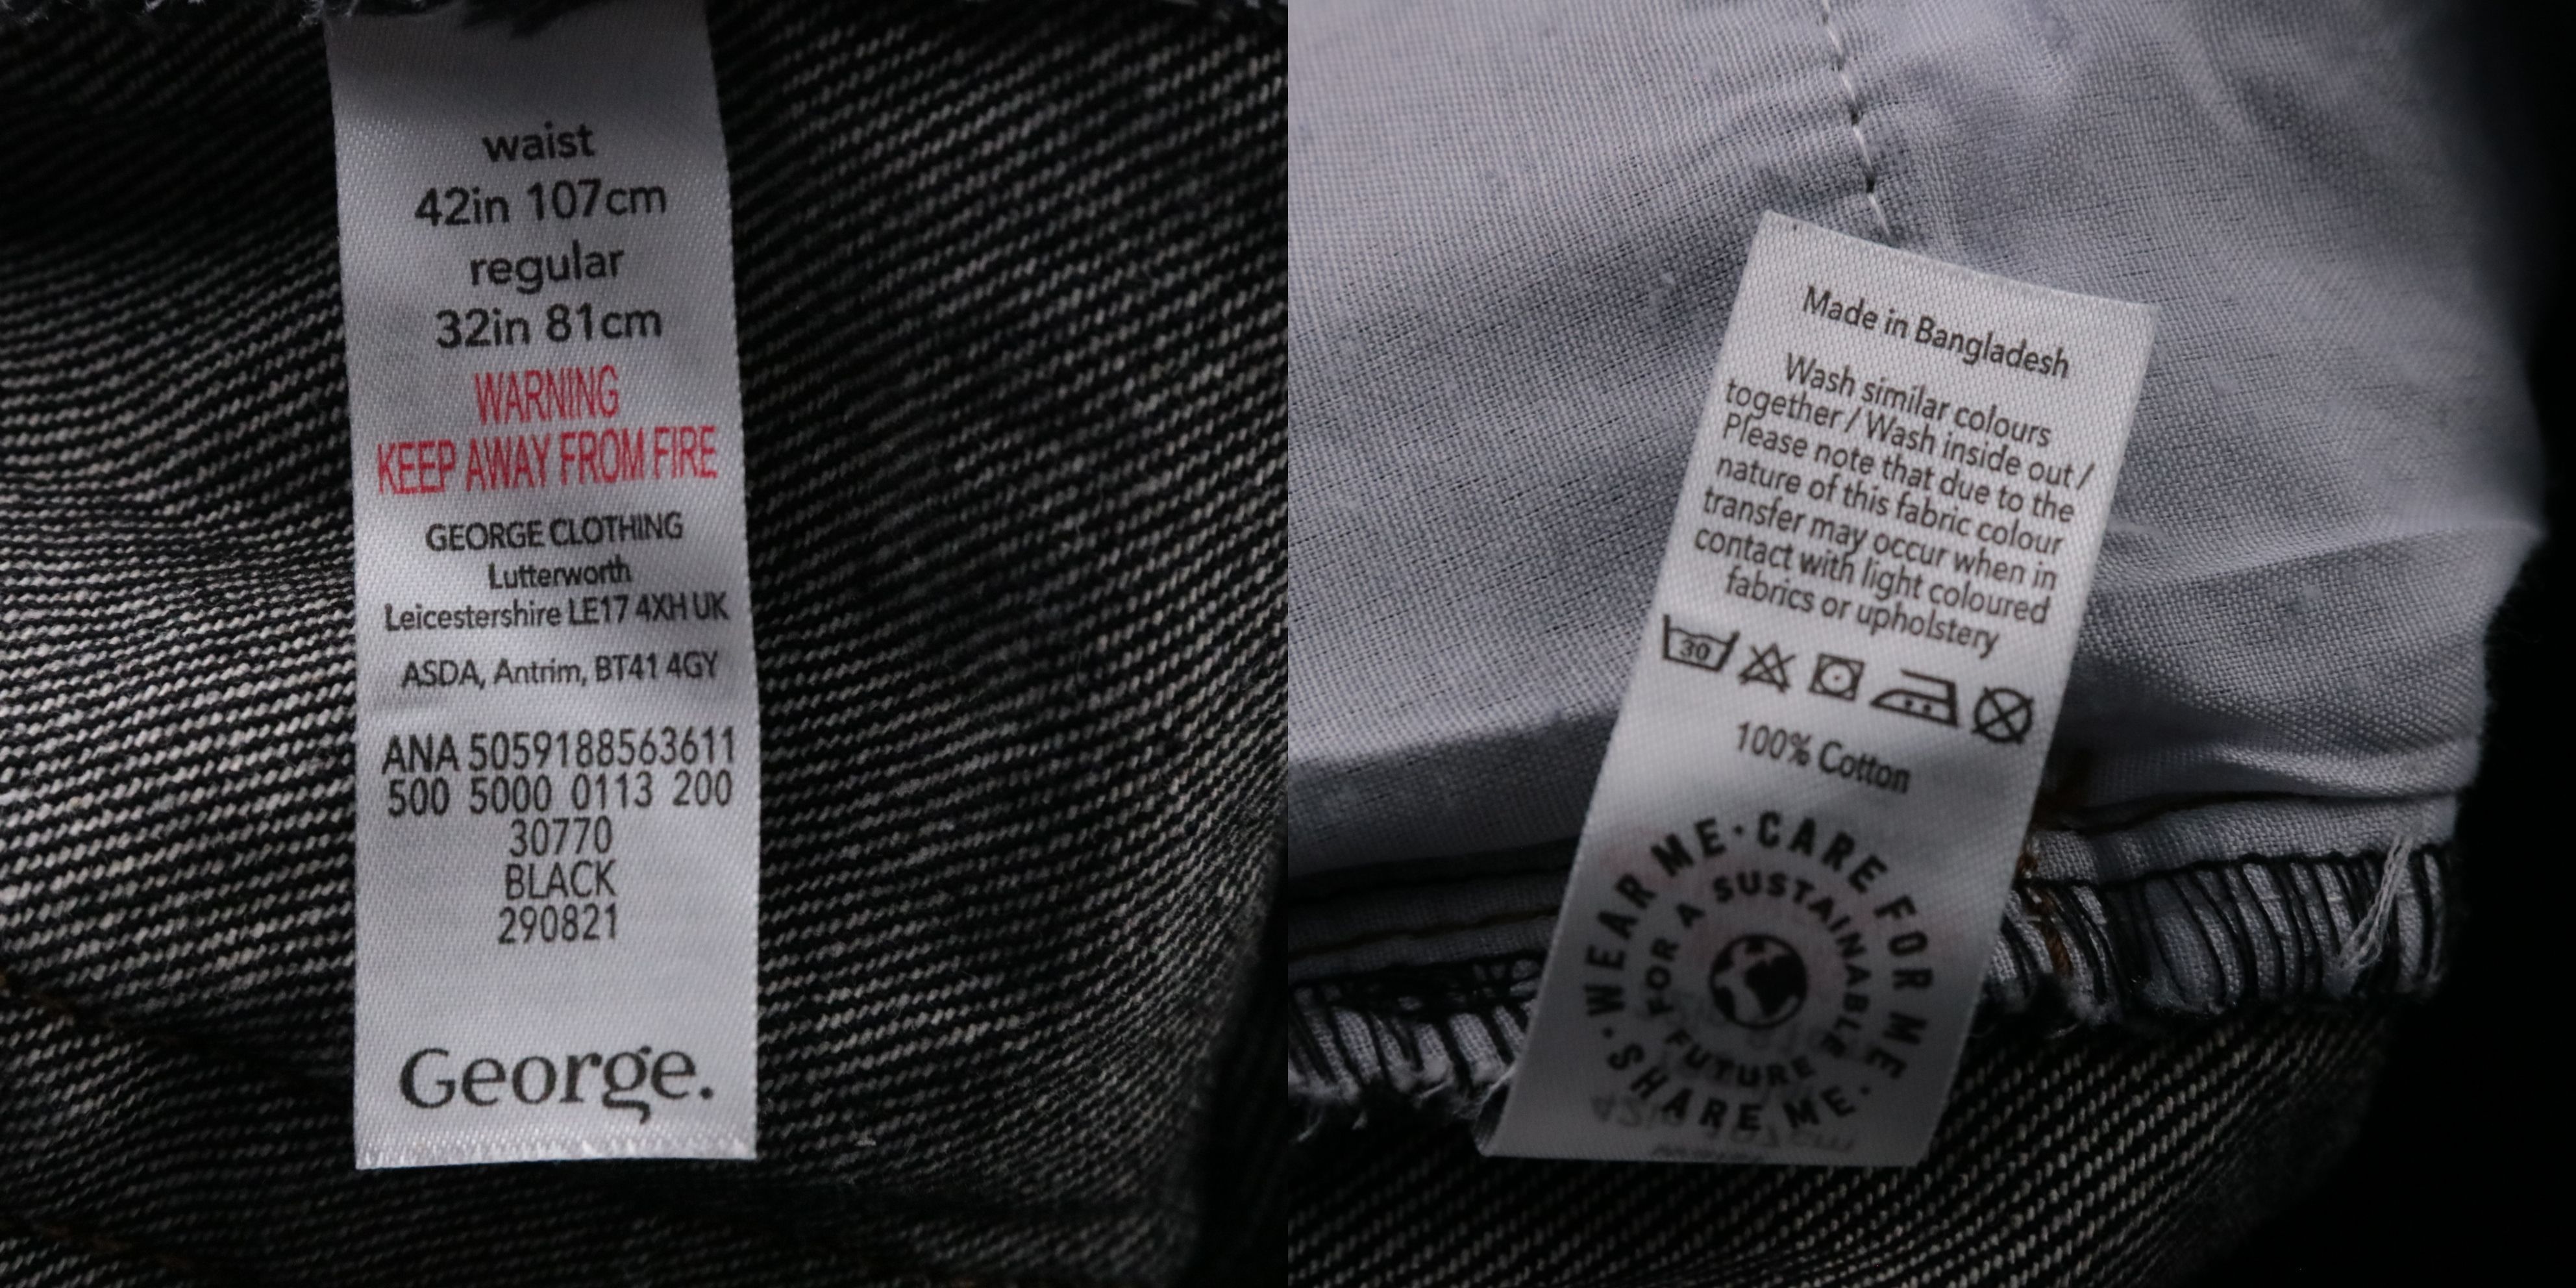 waist
42in 107cm
regular
32in 81cm
WARNING
KEEP AWAY FROM FIRE
GEORGE CLOTHING
Lutterworth
Leicestershire LE17 4XH UK
ASDA, Antrim, BT41 4GY
ANA 5059188563611
500 5000 0113 200
30770
BLACK
290821
George.
Made in Bangladesh
Wash similar colours
together / Wash inside out /
Please note that due to the
nature of this fabric colour
transfer may occur when in
contact with light coloured
fabrics or upholstery
30
100% Cotton
WEAR ME · CARE FOR ME · SHARE ME ·
FOR A SUSTAINABLE FUTURE